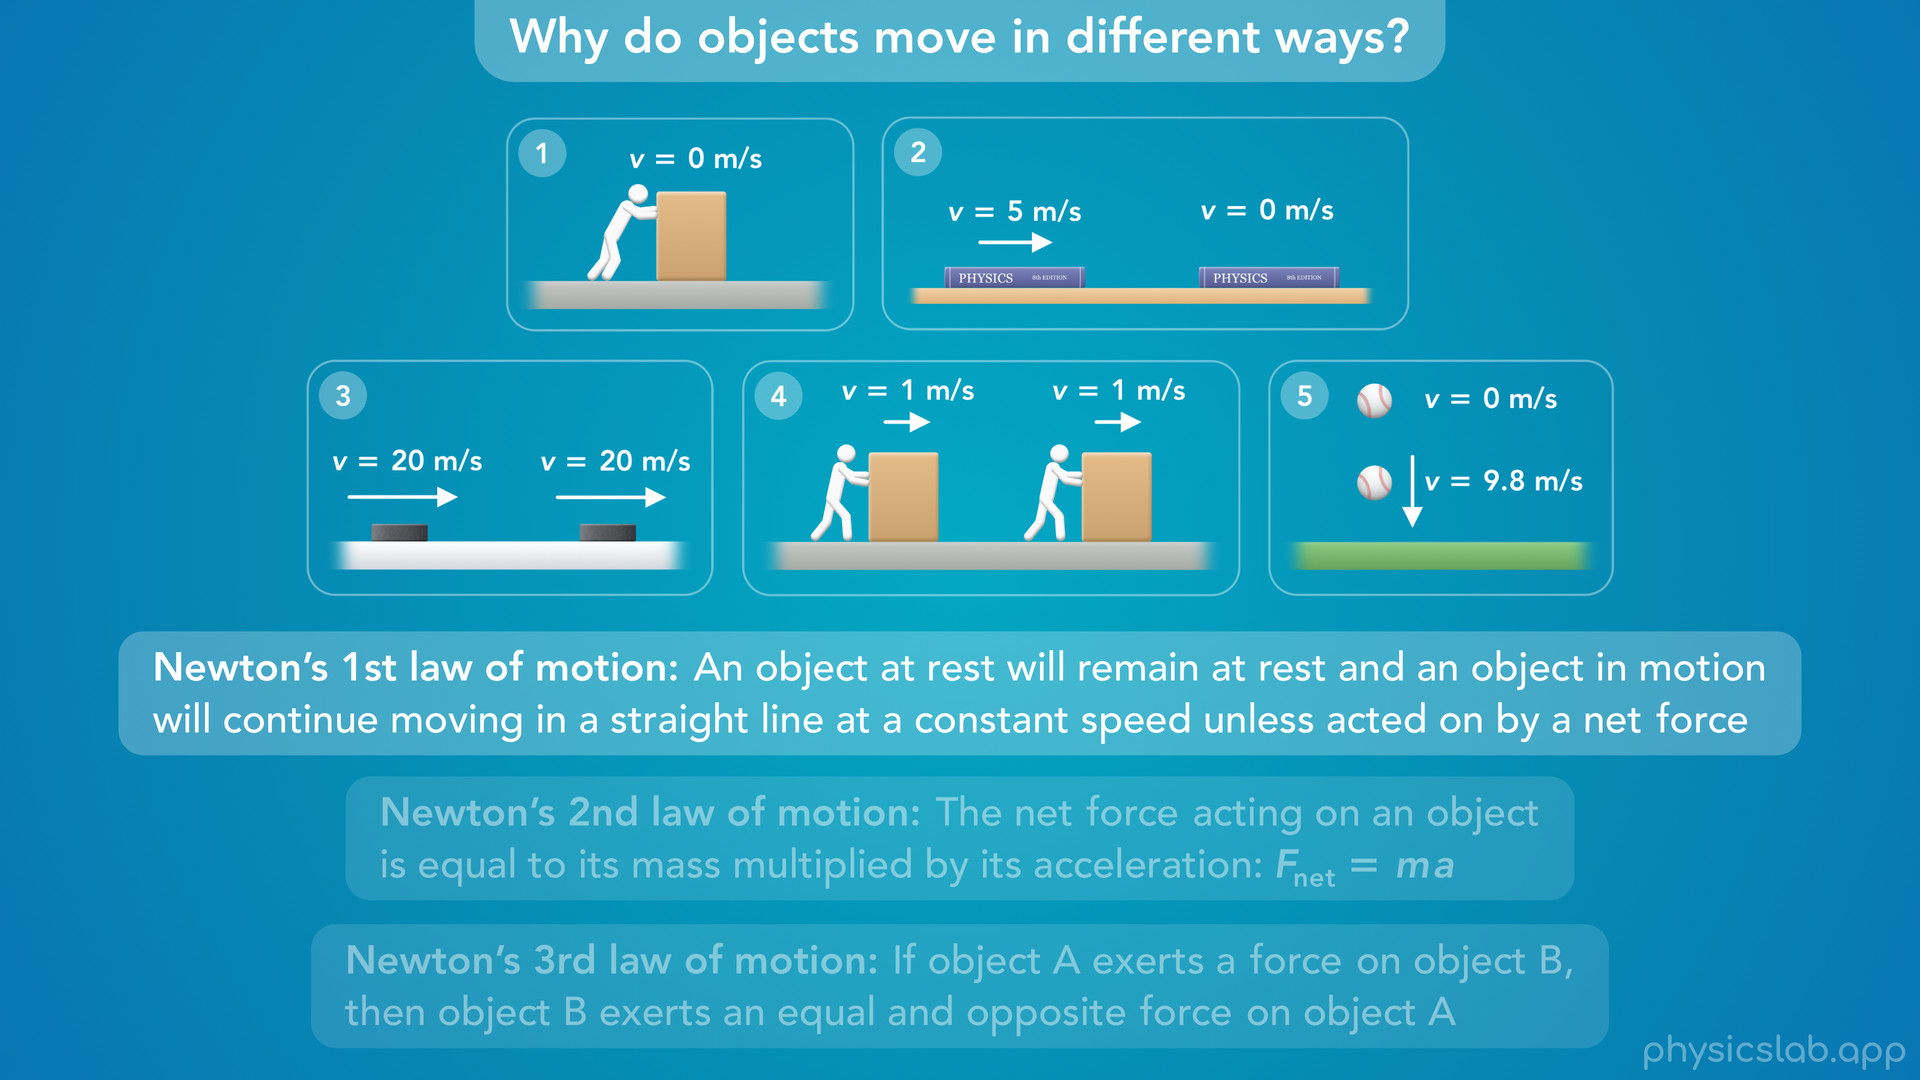 Why do objects move in different ways?
1
v = 0 m/s
2
v = 5 m/s
v = 0 m/s
PHYSICS 8th EDITION
PHYSICS 8th EDITION
3
v = 20 m/s
v = 20 m/s
4
v = 1 m/s
v = 1 m/s
5
v = 0 m/s
v = 9.8 m/s
Newton’s 1st law of motion: An object at rest will remain at rest and an object in motion
will continue moving in a straight line at a constant speed unless acted on by a net force
Newton’s 2nd law of motion: The net force acting on an object
is equal to its mass multiplied by its acceleration: Fnet = ma
Newton’s 3rd law of motion: If object A exerts a force on object B,
then object B exerts an equal and opposite force on object A
physicslab.app